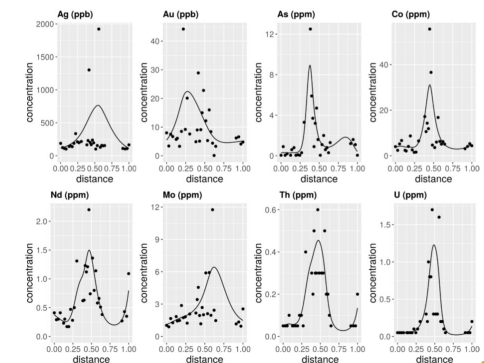 Ag (ppb)
concentration
2000
1500
1000
500
0
0.00 0.25 0.50 0.75 1.00
distance
Au (ppb)
concentration
40
20
0
0.00 0.25 0.50 0.75 1.00
distance
As (ppm)
concentration
12
8
4
0
0.00 0.25 0.50 0.75 1.00
distance
Co (ppm)
concentration
40
20
0
0.00 0.25 0.50 0.75 1.00
distance
Nd (ppm)
concentration
2.0
1.5
1.0
0.5
0.0
0.00 0.25 0.50 0.75 1.00
distance
Mo (ppm)
concentration
12
9
6
3
0
0.00 0.25 0.50 0.75 1.00
distance
Th (ppm)
concentration
0.6
0.4
0.2
0.0
0.00 0.25 0.50 0.75 1.00
distance
U (ppm)
concentration
1.5
1.0
0.5
0.0
0.00 0.25 0.50 0.75 1.00
distance